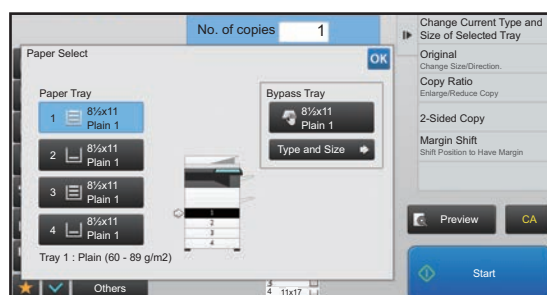 No. of copies 1
Paper Select
OK
Paper Tray
1 8½x11
Plain 1
2 8½x11
Plain 1
3 8½x11
Plain 1
4 8½x11
Plain 1
Tray 1 : Plain (60 - 89 g/m2)
Bypass Tray
8½x11
Plain 1
Type and Size
1
2
3
4
Others
4 11x17
Change Current Type and
Size of Selected Tray
Original
Change Size/Direction.
Copy Ratio
Enlarge/Reduce Copy
2-Sided Copy
Margin Shift
Shift Position to Have Margin
Preview
CA
Start